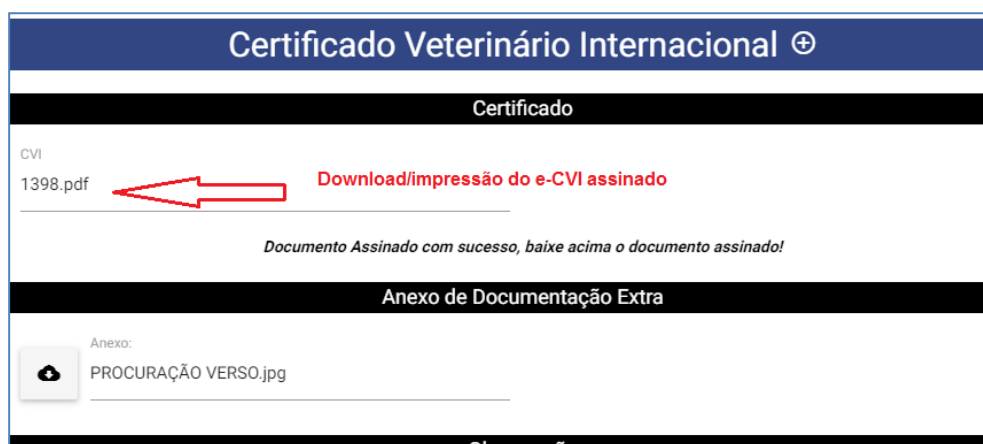 Certificado Veterinário Internacional
Certificado
CVI
1398.pdf
Download/impressão do e-CVI assinado
Documento Assinado com sucesso, baixe acima o documento assinado!
Anexo de Documentação Extra
Anexo:
PROCURAÇÃO VERSO.jpg